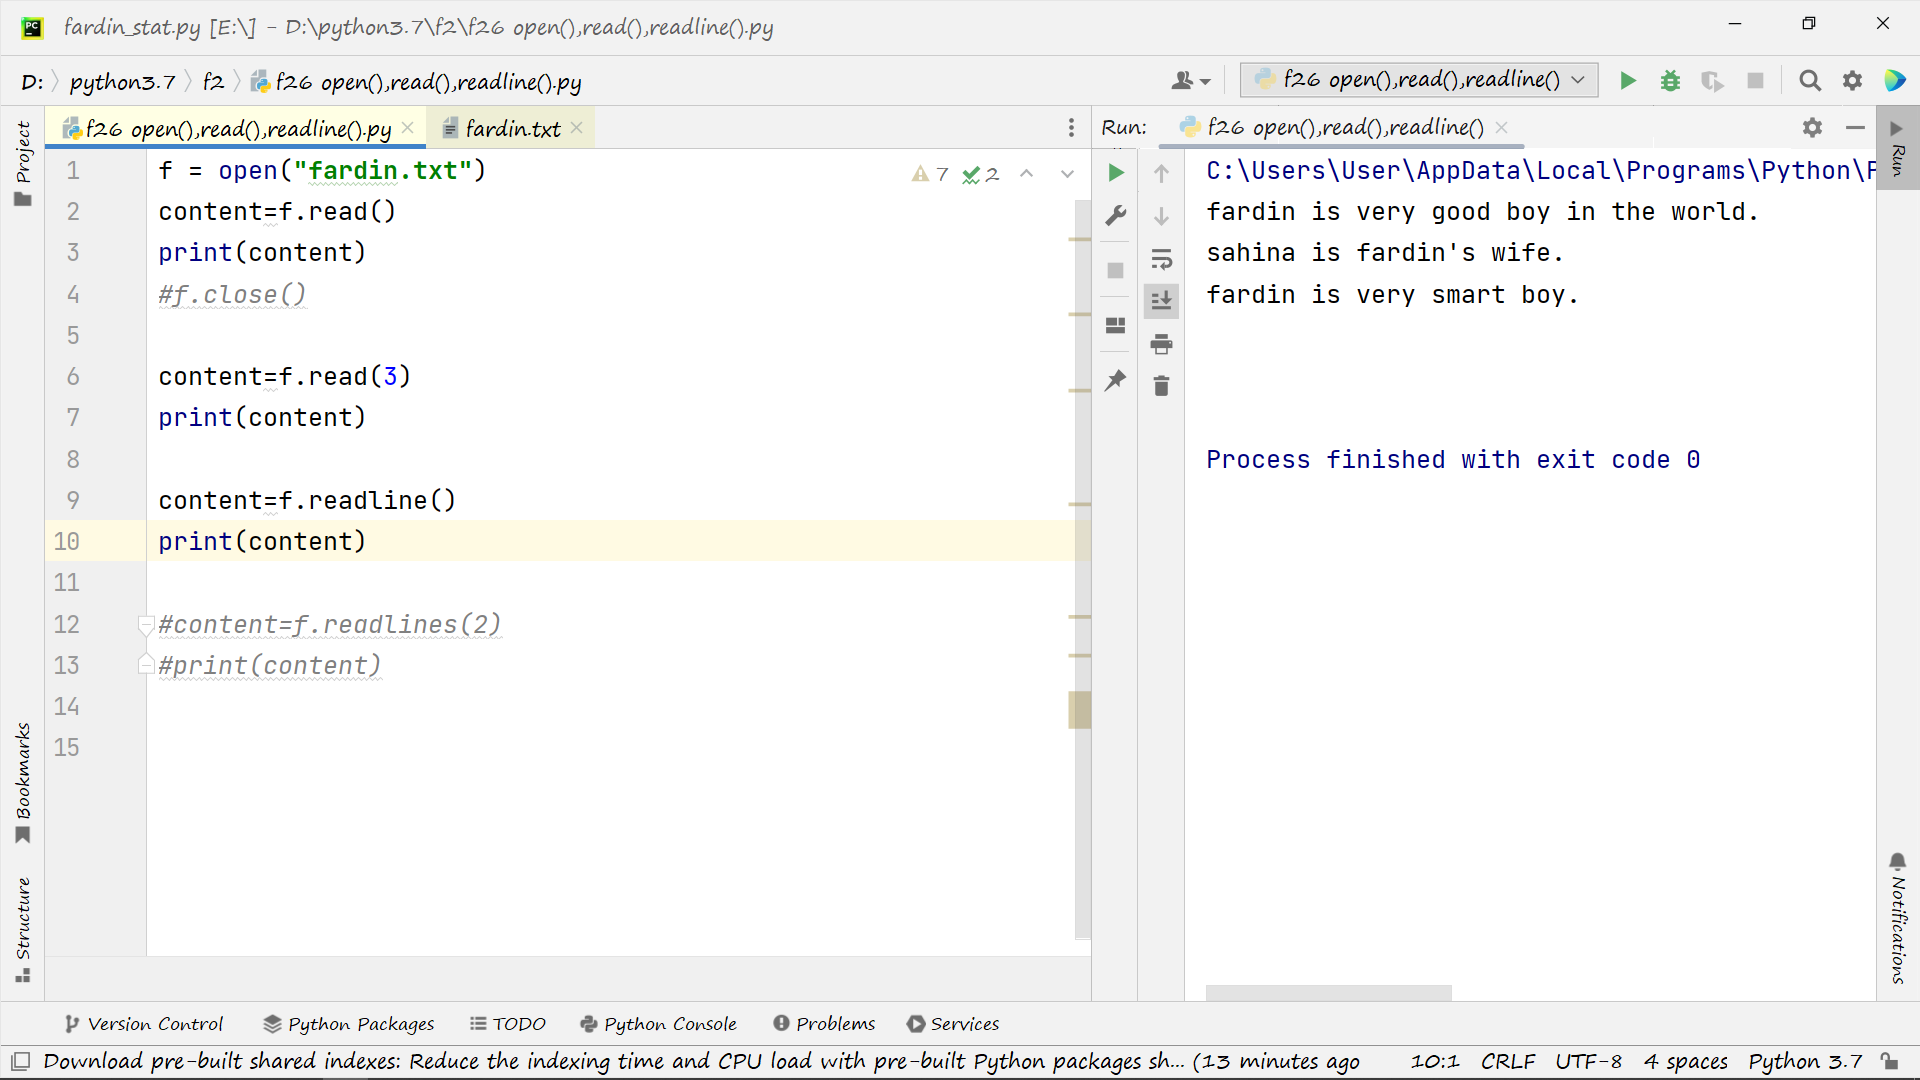 PC
fardin_stat.py [E:\] - D:\python3.7\f2\f26 open(),read(),readline().py
D: python3.7 f2 f26 open(),read(),readline().py
f26 open(),read(),readline()
Project
f26 open(),read(),readline().py
fardin.txt
Run:
f26 open(),read(),readline()
Run
7 2
1 f = open("fardin.txt")
2 content=f.read()
3 print(content)
4 #f.close()
5
6 content=f.read(3)
7 print(content)
8
9 content=f.readline()
10 print(content)
11
12 #content=f.readlines(2)
13 #print(content)
14
15
C:\Users\User\AppData\Local\Programs\Python\
fardin is very good boy in the world.
sahina is fardin's wife.
fardin is very smart boy.
Process finished with exit code 0
Bookmarks
Structure
Notifications
Version Control Python Packages TODO Python Console Problems Services
Download pre-built shared indexes: Reduce the indexing time and CPU load with pre-built Python packages sh... (13 minutes ago 10:1 CRLF UTF-8 4 spaces Python 3.7